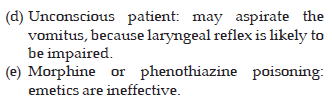 (d) Unconscious patient: may aspirate the
vomitus, because laryngeal reflex is likely to
be impaired.
(e) Morphine or phenothiazine poisoning:
emetics are ineffective.